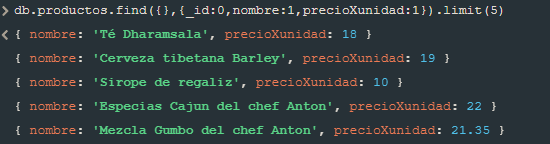 > db.productos.find({},{_id:0,nombre:1,precioXunidad:1}).limit(5)
< { nombre: 'Té Dharamsala', precioXunidad: 18 }
{ nombre: 'Cerveza tibetana Barley', precioXunidad: 19 }
{ nombre: 'Sirope de regaliz', precioXunidad: 10 }
{ nombre: 'Especias Cajun del chef Anton', precioXunidad: 22 }
{ nombre: 'Mezcla Gumbo del chef Anton', precioXunidad: 21.35 }